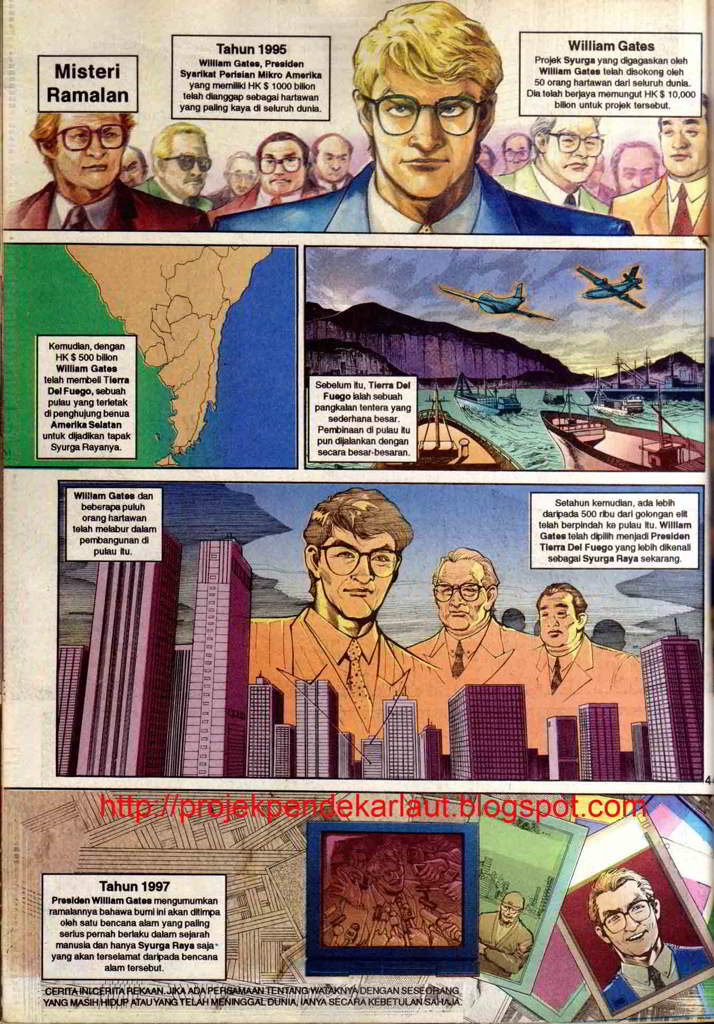 Misteri
Ramalan
Tahun 1995
William Gates, Presiden
Syarikat Perisian Mikro Amerika
yang memiliki HK $ 1000 bilion
telah dianggap sebagai hartawan
yang paling kaya di seluruh dunia.
William Gates
Projek Syurga yang digagaskan oleh
William Gates telah disokong oleh
50 orang hartawan dari seluruh dunia.
Dia telah berjaya memungut HK $ 10,000
bilion untuk projek tersebut.
Kemudian, dengan
HK $ 500 bilion
William Gates
telah membeli Tierra
Del Fuego, sebuah
pulau yang terletak
di penghujung benua
Amerika Selatan
untuk dijadikan tapak
Syurga Rayanya.
Sebelum itu, Tierra Del
Fuego ialah sebuah
pangkalan tentera yang
sederhana besar.
Pembinaan di pulau itu
pun dijalankan dengan
secara besar-besaran.
William Gates dan
beberapa puluh
orang hartawan
telah melabur dalam
pembangunan di
pulau itu.
Setahun kemudian, ada lebih
daripada 500 ribu dari golongan elit
telah berpindah ke pulau itu. William
Gates telah dipilih menjadi Presiden
Tierra Del Fuego yang lebih dikenali
sebagai Syurga Raya sekarang.
4
http://projekpendekarlaut.blogspot.com
Tahun 1997
Presiden William Gates mengumumkan
ramalannya bahawa bumi ini akan ditimpa
oleh satu bencana alam yang paling
serius pernah berlaku dalam sejarah
manusia dan hanya Syurga Raya saja
yang akan terselamat daripada bencana
alam tersebut.
CERITA INI CERITA REKAAN. JIKA ADA PERSAMAAN TENTANG WATAKNYA DENGAN SESEORANG
YANG MASIH HIDUP ATAU YANG TELAH MENINGGAL DUNIA, IANYA SECARA KEBETULAN SAHAJA.